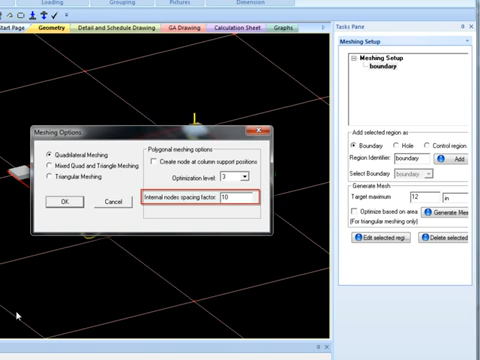 Loading Grouping Pictures Dimension
Start Page Geometry Detail and Schedule Drawing GA Drawing Calculation Sheet Graphs
Tasks Pane
Meshing Setup
Meshing Setup
boundary
Meshing Options
Quadrilateral Meshing
Mixed Quad and Triangle Meshing
Triangular Meshing
OK Cancel
Polygonal meshing options
Create node at column support positions
Optimization level: 3
Internal nodes spacing factor: 10
Add selected region as
Boundary Hole Control region
Region Identifier: boundary Add
Select Boundary boundary
Generate Mesh
Target maximum 12 in
Optimize based on area Generate Mes
(For triangular meshing only)
Edit selected regi... Delete selected